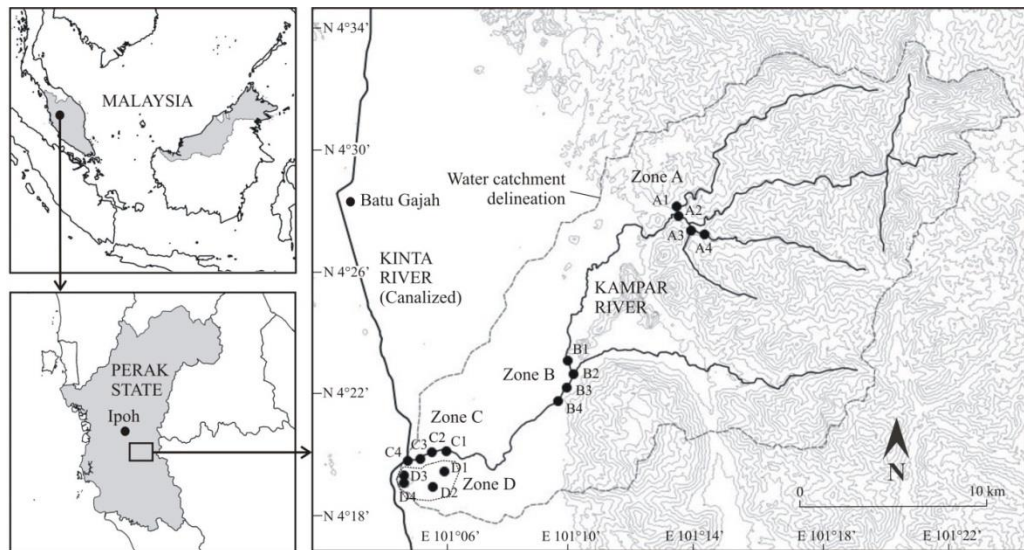 MALAYSIA
PERAK
STATE
Ipoh
N 4°34'
N 4°30'
N 4°26'
N 4°22'
N 4°18'
Batu Gajah
KINTA
RIVER
(Canalized)
Water catchment
delineation
Zone A
A1
A2
A3
A4
KAMPAR
RIVER
Zone B
B1
B2
B3
B4
Zone C
C4
C3
C2
C1
D3
D4
D1
D2
Zone D
N
0
10 km
E 101°06'
E 101°10'
E 101°14'
E 101°18'
E 101°22'